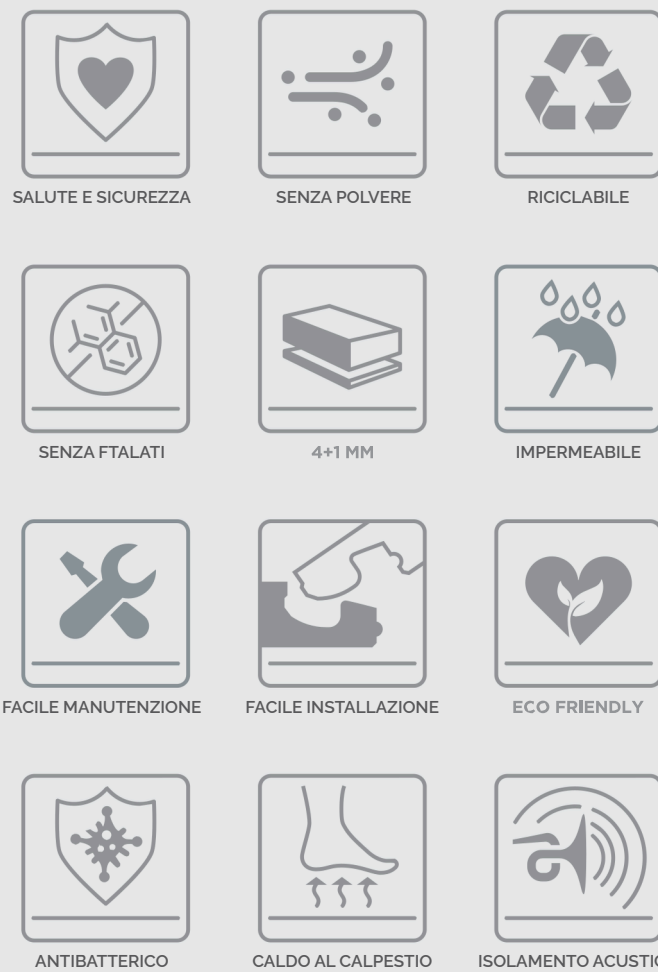 SALUTE E SICUREZZA
SENZA POLVERE
RICICLABILE
SENZA FTALATI
4+1 MM
IMPERMEABILE
FACILE MANUTENZIONE
FACILE INSTALLAZIONE
ECO FRIENDLY
ANTIBATTERICO
CALDO AL CALPESTIO
ISOLAMENTO ACUSTIC